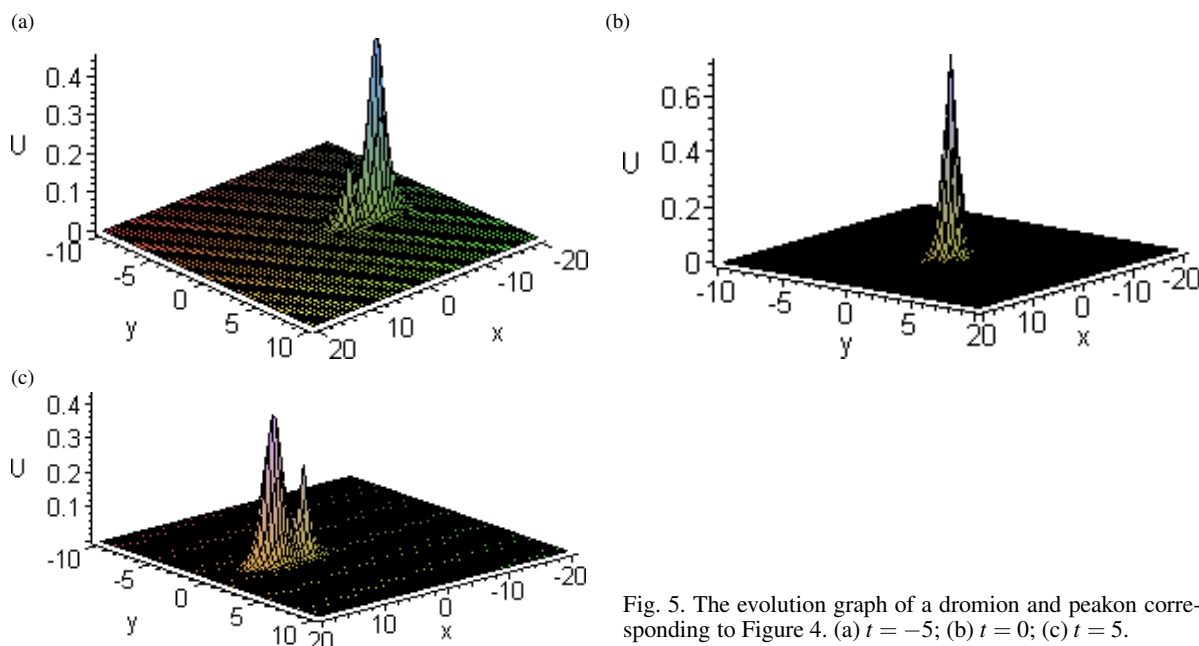 (a)
0.4
0.3
U
0.2
0.1
0
-10
-5
0
y
5
10
20
10
0
x
-10
-20
(b)
0.6
0.4
U
0.2
0
-10
0
y
5
20
10
0
x
-10
-20
(c)
0.4
0.3
U
0.2
0.1
-10
-5
0
y
5
10
20
10
0
x
-10
-20
Fig. 5. The evolution graph of a dromion and peakon corre-
sponding to Figure 4. (a) t = −5; (b) t = 0; (c) t = 5.